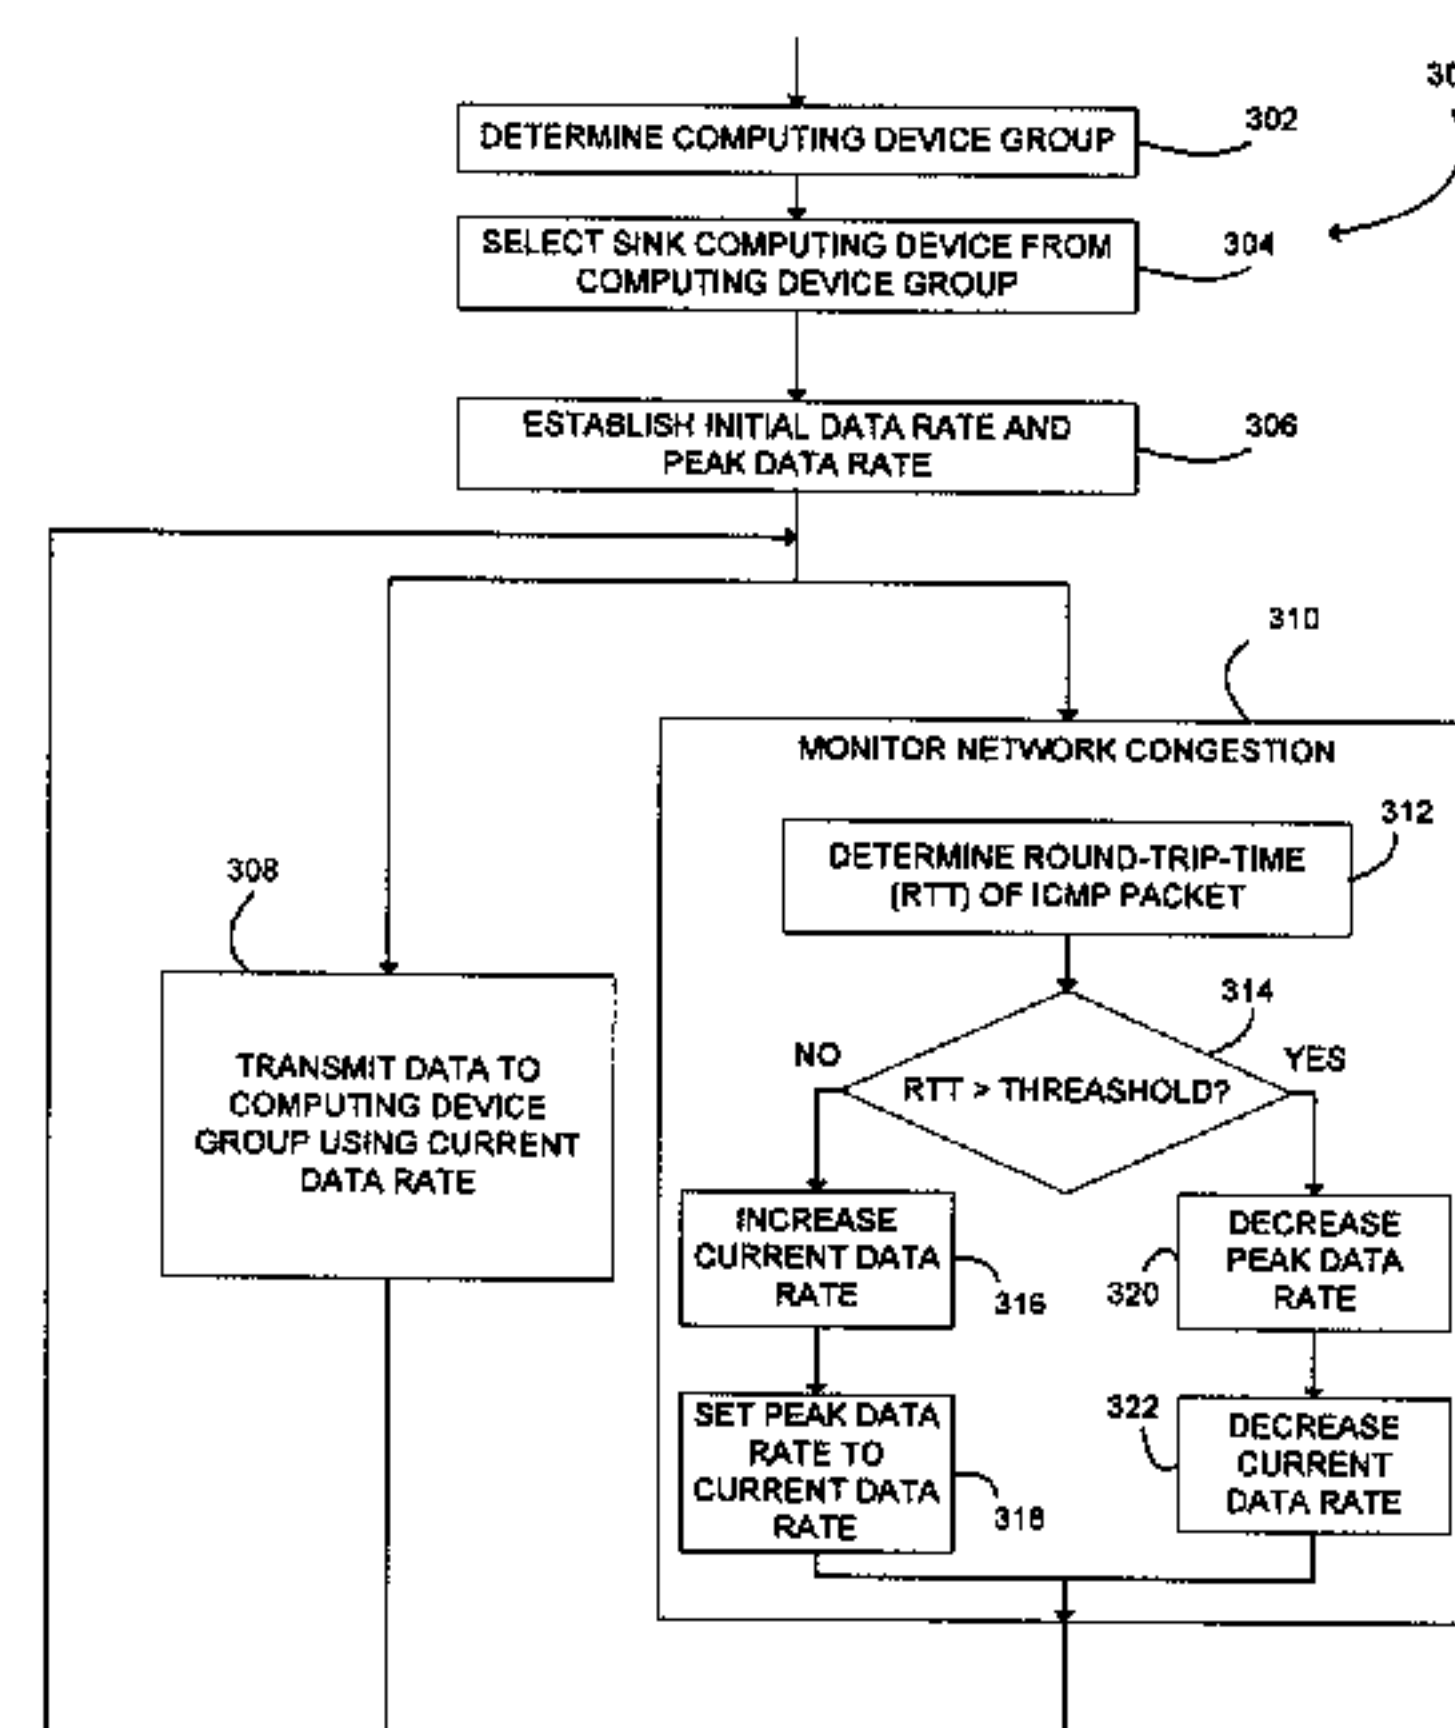 30
DETERMINE COMPUTING DEVICE GROUP
302
SELECT SINK COMPUTING DEVICE FROM
COMPUTING DEVICE GROUP
304
ESTABLISH INITIAL DATA RATE AND
PEAK DATA RATE
306
310
MONITOR NETWORK CONGESTION
312
DETERMINE ROUND-TRIP-TIME
(RTT) OF ICMP PACKET
308
TRANSMIT DATA TO
COMPUTING DEVICE
GROUP USING CURRENT
DATA RATE
314
NO
YES
RTT > THREASHOLD?
INCREASE
CURRENT DATA
RATE
316
DECREASE
PEAK DATA
RATE
320
SET PEAK DATA
RATE TO
CURRENT DATA
RATE
318
322
DECREASE
CURRENT
DATA RATE